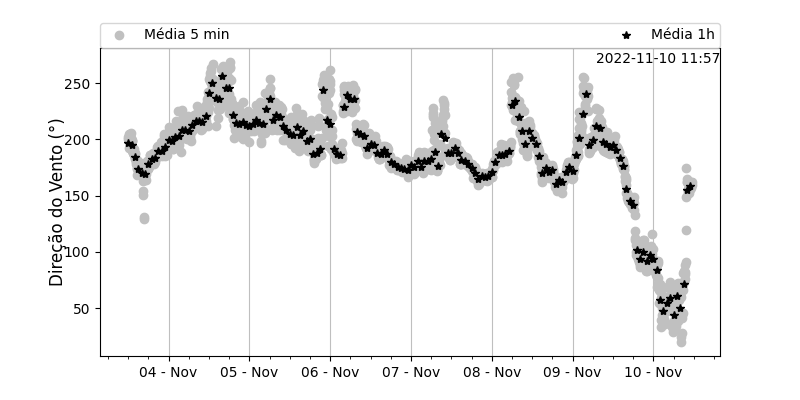 Média 5 min
Média 1h
2022-11-10 11:57
Direção do Vento (°)
250
200
150
100
50
04 - Nov
05 - Nov
06 - Nov
07 - Nov
08 - Nov
09 - Nov
10 - Nov